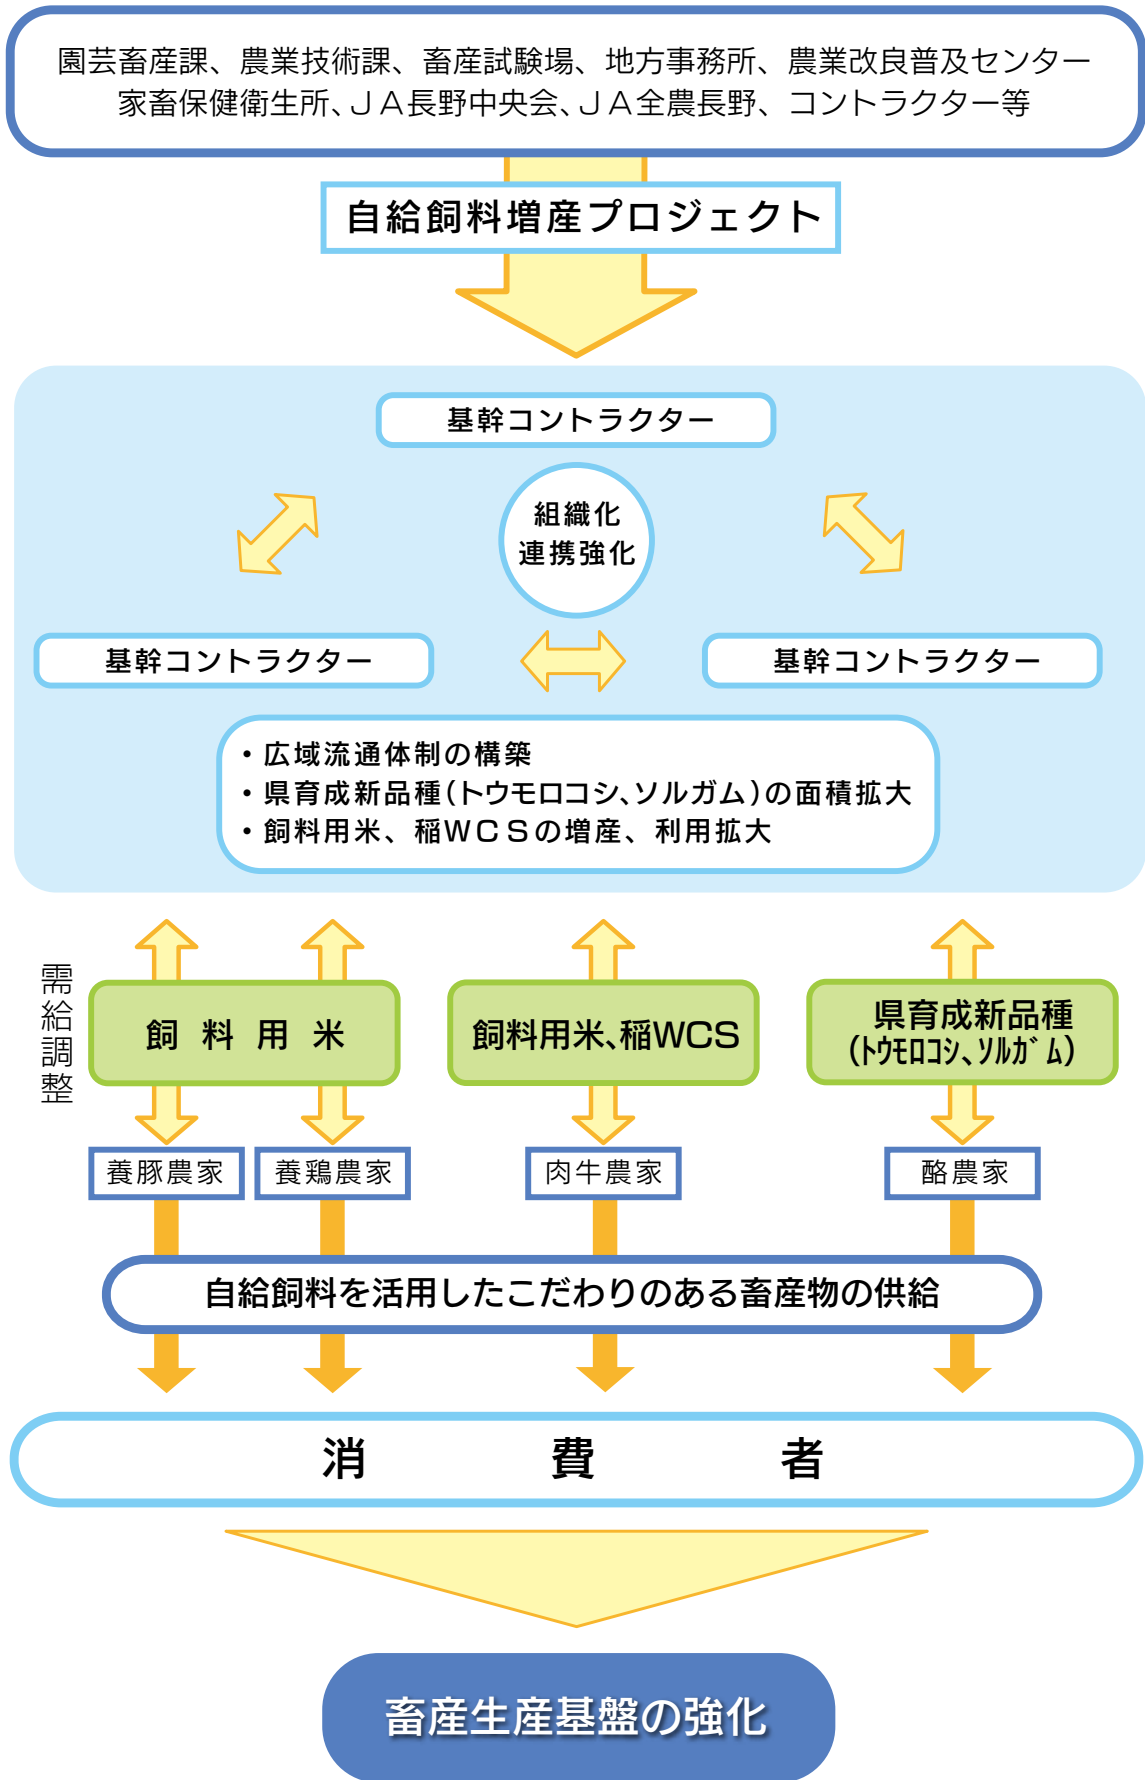 園芸畜産課、農業技術課、畜産試験場、地方事務所、農業改良普及センター
家畜保健衛生所、ＪＡ長野中央会、ＪＡ全農長野、コントラクター等
自給飼料増産プロジェクト
基幹コントラクター
組織化
連携強化
基幹コントラクター
基幹コントラクター
・広域流通体制の構築
・県育成新品種（トウモロコシ、ソルガム）の面積拡大
・飼料用米、稲ＷＣＳの増産、利用拡大
需給調整
飼料用米
飼料用米、稲WCS
県育成新品種
(ﾄｳﾓﾛｺｼ、ｿﾙｶﾞﾑ)
養豚農家
養鶏農家
肉牛農家
酪農家
自給飼料を活用したこだわりのある畜産物の供給
消費者
畜産生産基盤の強化